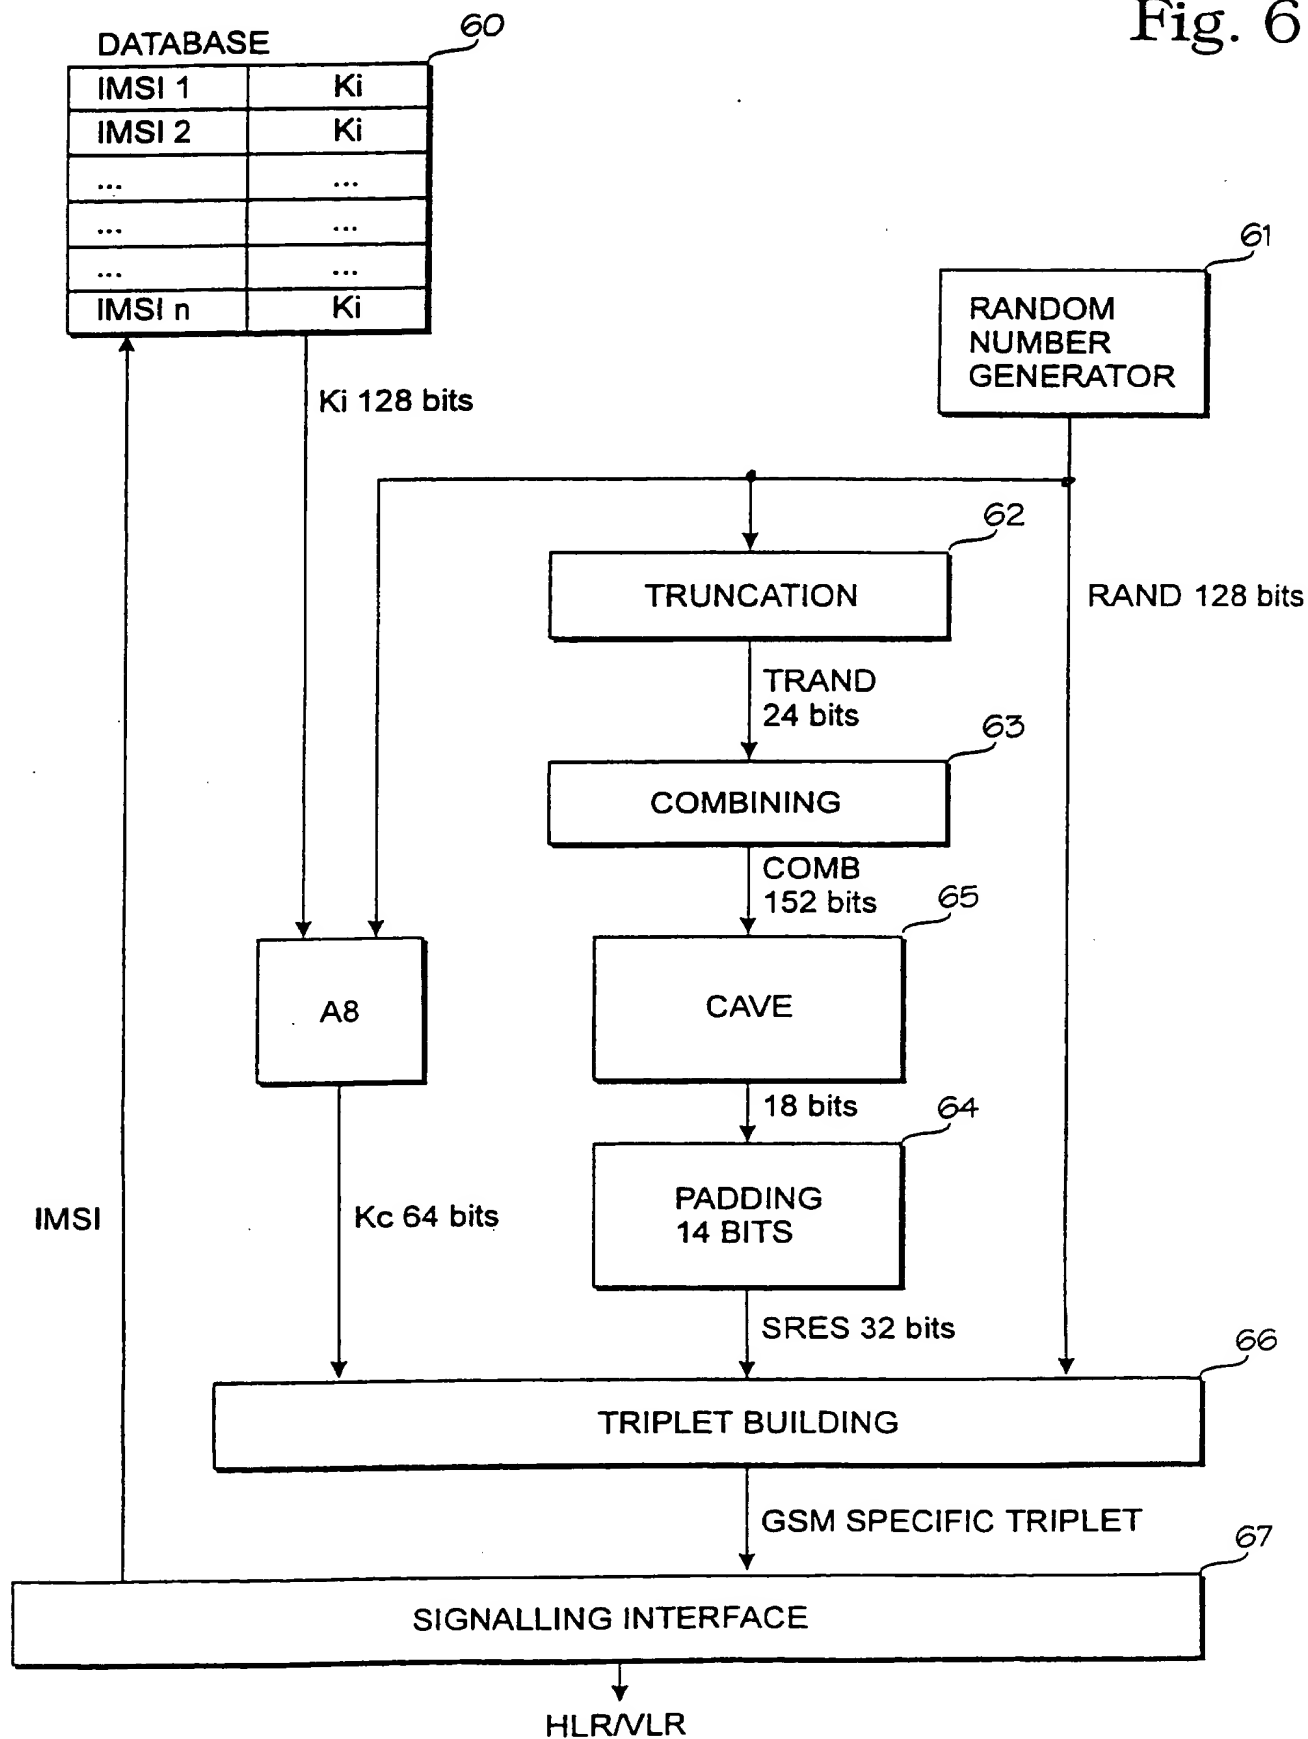 Fig. 6
60
DATABASE
IMSI 1 Ki
IMSI 2 Ki
... ...
... ...
... ...
IMSI n Ki
61
RANDOM
NUMBER
GENERATOR
Ki 128 bits
62
TRUNCATION
RAND 128 bits
TRAND
24 bits
63
COMBINING
COMB
152 bits
65
A8
CAVE
18 bits
64
PADDING
14 BITS
IMSI
Kc 64 bits
SRES 32 bits
66
TRIPLET BUILDING
GSM SPECIFIC TRIPLET
67
SIGNALLING INTERFACE
HLR/VLR